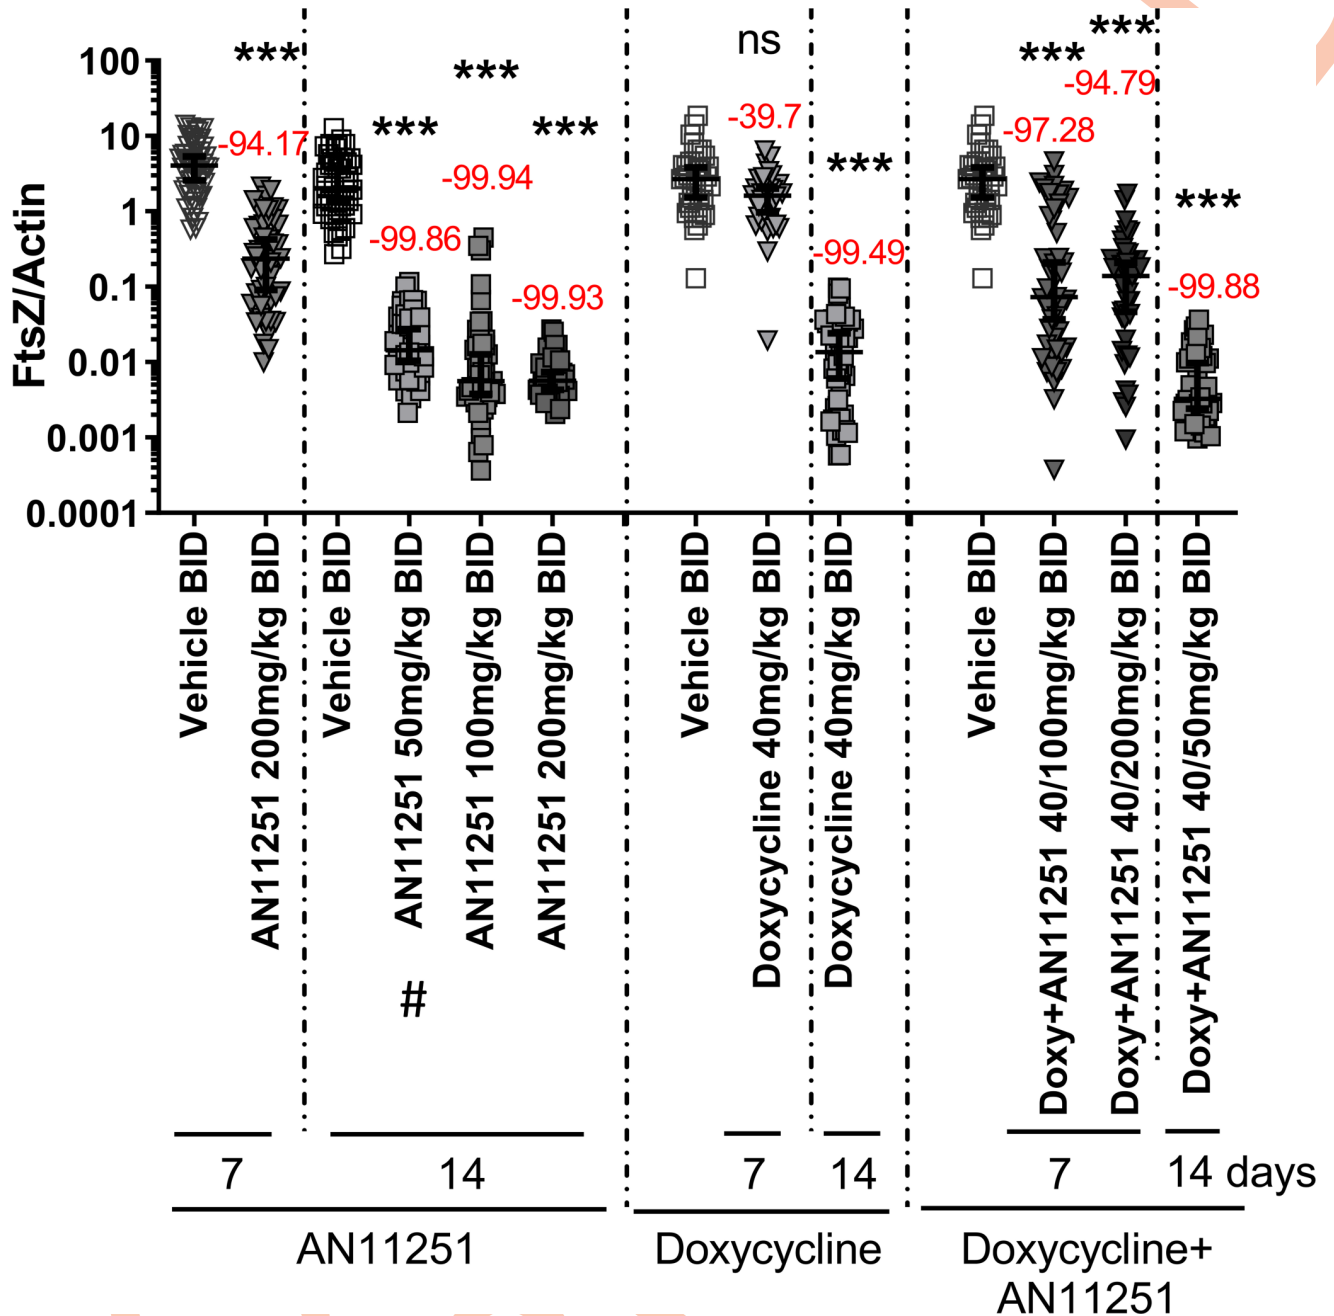 ns
***
***
***
-94.79
***
***
***
-39.7
-97.28
-94.17
***
-99.94
***
-99.86
-99.49
-99.93
-99.88
100
10
1
0.1
0.01
0.001
0.0001
FtsZ/Actin
Vehicle BID
AN11251 200mg/kg BID
Vehicle BID
AN11251 50mg/kg BID
AN11251 100mg/kg BID
AN11251 200mg/kg BID
Vehicle BID
Doxycycline 40mg/kg BID
Doxycycline 40mg/kg BID
Vehicle BID
Doxy+AN11251 40/100mg/kg BID
Doxy+AN11251 40/200mg/kg BID
Doxy+AN11251 40/50mg/kg BID
#
7 14 7 14 7 14 days
AN11251 Doxycycline Doxycycline+
AN11251